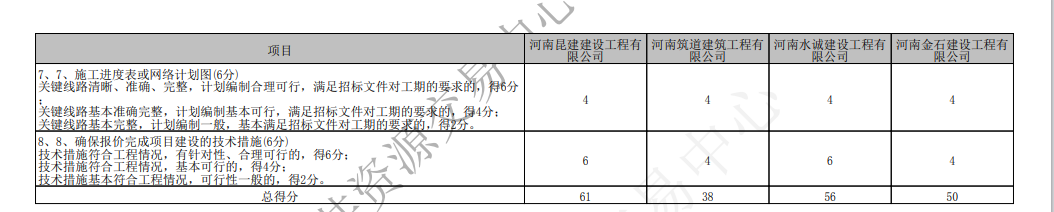 项目 河南昆建建设工程有限公司 河南筑道建筑工程有限公司 河南水诚建设工程有限公司 河南金石建设工程有限公司
7、7、施工进度表或网络计划图(6分)
关键线路清晰、准确、完整，计划编制合理可行，满足招标文件对工期的要求的，得6分
；
关键线路基本准确完整，计划编制基本可行，满足招标文件对工期的要求的，得4分；
关键线路基本完整，计划编制一般，基本满足招标文件对工期的要求的，得2分。
4 4 4 4
8、8、确保报价完成项目建设的技术措施(6分)
技术措施符合工程情况，有针对性、合理可行的，得6分；
技术措施符合工程情况，基本可行的，得4分；
技术措施基本符合工程情况，可行性一般的，得2分。
6 4 6 4
总得分 61 38 56 50
资源交易中心
易中心